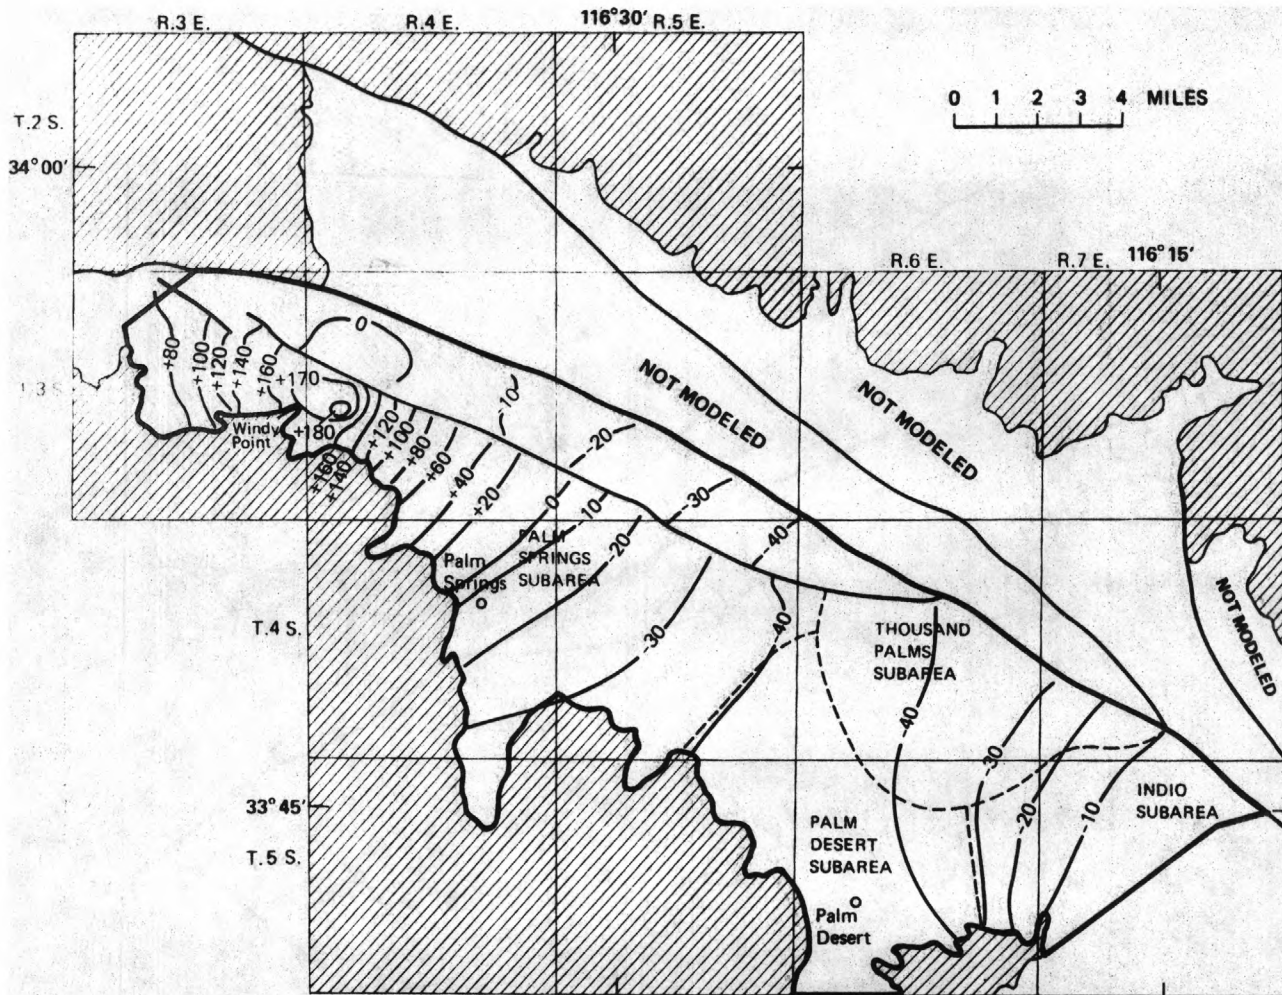 R.3 E.
R.4 E.
116°30'
R.5 E.
0 1 2 3 4 MILES
T.2 S.
34°00'
R.6 E.
R.7 E.
116°15'
0
+80
+100
+120
+140
+160
+170
3 S.
Windy
Point
+180
+160
+140
+120
+100
+80
+60
+40
+20
0
-10
-20
-10
-20
-30
-40
NOT MODELED
NOT MODELED
NOT MODELED
PALM
SPRINGS
SUBAREA
Palm
Springs
T.4 S.
-30
-40
THOUSAND
PALMS
SUBAREA
-40
-30
-20
-10
33°45'
INDIO
SUBAREA
T.5 S.
PALM
DESERT
SUBAREA
Palm
Desert